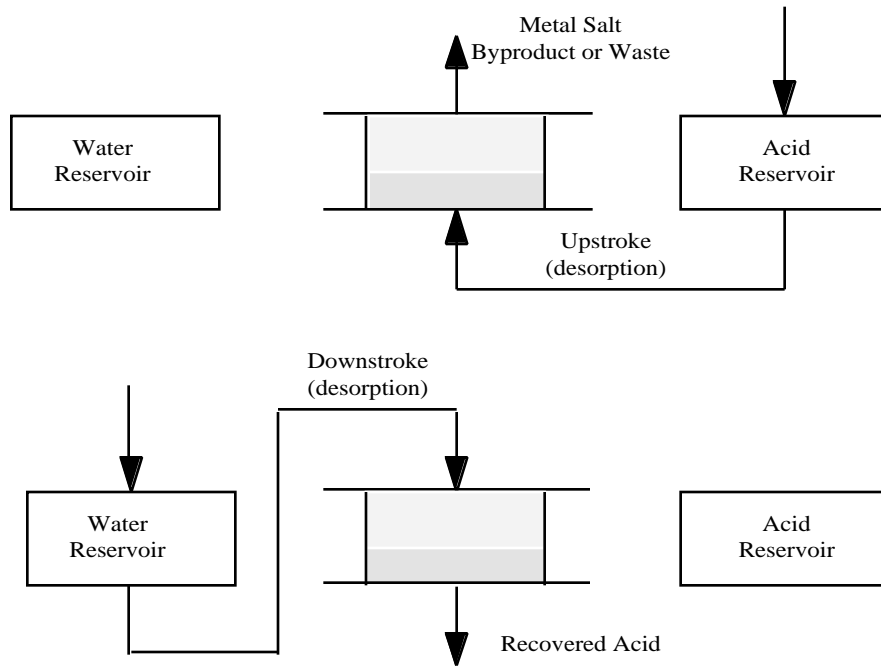 Metal Salt
Byproduct or Waste
Water
Reservoir
Acid
Reservoir
Upstroke
(desorption)
Downstroke
(desorption)
Water
Reservoir
Acid
Reservoir
Recovered Acid